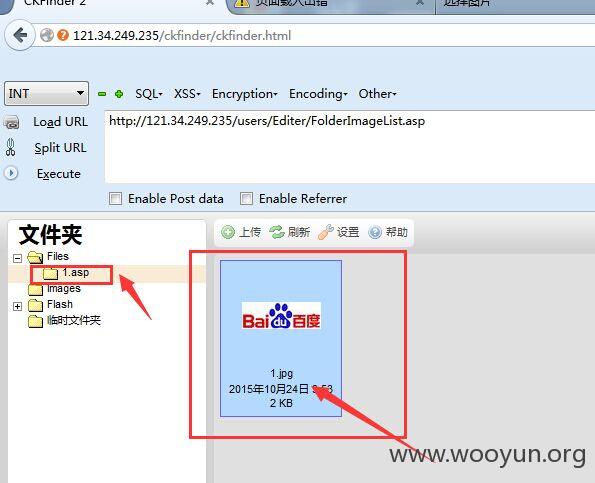 CKFinder 2
页面载入出错
选择图片
121.34.249.235/ckfinder/ckfinder.html
INT
SQL▾ XSS▾ Encryption▾ Encoding▾ Other▾
Load URL
http://121.34.249.235/users/Editer/FolderImageList.asp
Split URL
Execute
Enable Post data
Enable Referrer
文件夹
上传 刷新 设置 帮助
Files
1.asp
Images
Flash
临时文件夹
Bai du 百度
1.jpg
2015年10月24日 9:53
2 KB
www.wooyun.org